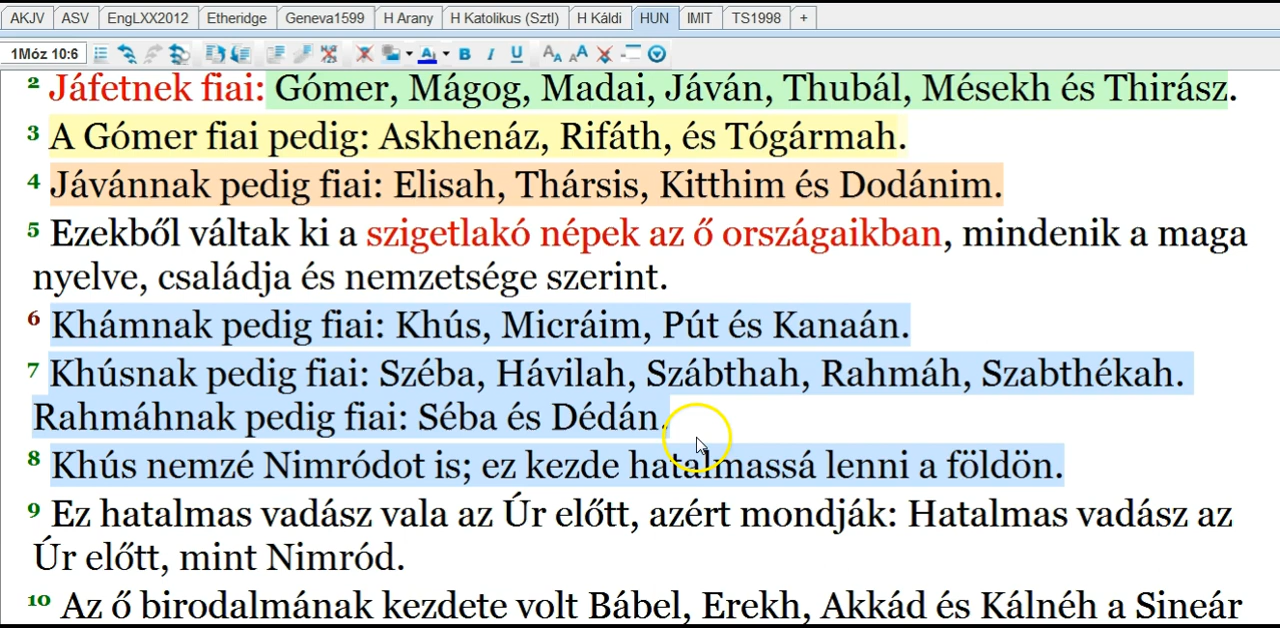 AKJV ASV EngLXX2012 Etheridge Geneva1599 H Arany H Katolikus (Sztl) H Káldi HUN IMIT TS1998 +
1Móz 10:6
2 Jáfetnek fiai: Gómer, Mágog, Madai, Jáván, Thubál, Mésekh és Thirász.
3 A Gómer fiai pedig: Askhenáz, Rifáth, és Tógármah.
4 Jávánnak pedig fiai: Elisah, Thársis, Kitthim és Dodánim.
5 Ezekből váltak ki a szigetlakó népek az ő országaikban, mindenik a maga
nyelve, családja és nemzetsége szerint.
6 Khámnak pedig fiai: Khús, Micráim, Pút és Kanaán.
7 Khúsnak pedig fiai: Széba, Hávilah, Szábthah, Rahmáh, Szabthékah.
Rahmáhnak pedig fiai: Séba és Dédán.
8 Khús nemzé Nimródot is; ez kezde hatalmassá lenni a földön.
9 Ez hatalmas vadász vala az Úr előtt, azért mondják: Hatalmas vadász az
Úr előtt, mint Nimród.
10 Az ő birodalmának kezdete volt Bábel, Erekh, Akkád és Kálnéh a Sineár